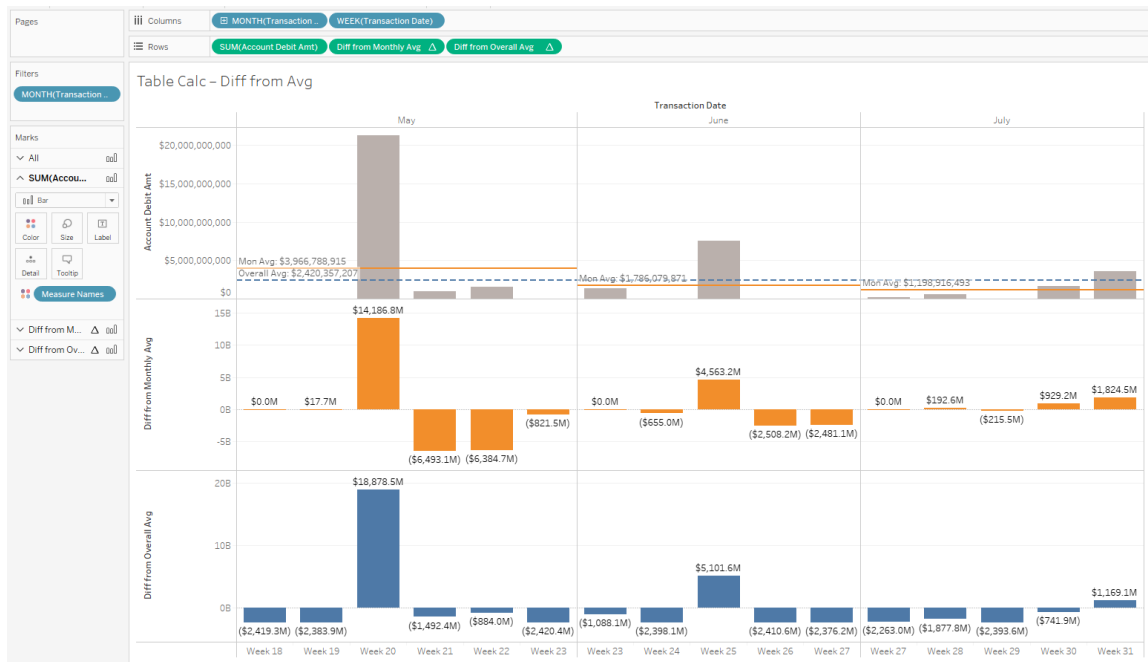 Pages
Columns
MONTH(Transaction ..
WEEK(Transaction Date)
Rows
SUM(Account Debit Amt)
Diff from Monthly Avg
Diff from Overall Avg
Filters
MONTH(Transaction ..
Marks
All
SUM(Accou...
Bar
Color
Size
Label
Detail
Tooltip
Measure Names
Diff from M...
Diff from Ov...
Table Calc – Diff from Avg
Transaction Date
May
June
July
Account Debit Amt
$20,000,000,000
$15,000,000,000
$10,000,000,000
$5,000,000,000
$0
Mon Avg: $3,966,788,915
Overall Avg: $2,420,357,207
Mon Avg: $1,786,079,871
Mon Avg: $1,198,916,493
Diff from Monthly Avg
15B
10B
5B
0B
-5B
$0.0M
$17.7M
$14,186.8M
($6,493.1M)
($6,384.7M)
($821.5M)
$0.0M
($655.0M)
$4,563.2M
($2,508.2M)
($2,481.1M)
$0.0M
$192.6M
($215.5M)
$929.2M
$1,824.5M
Diff from Overall Avg
20B
10B
0B
($2,419.3M)
($2,383.9M)
$18,878.5M
($1,492.4M)
($884.0M)
($2,420.4M)
($1,088.1M)
($2,398.1M)
$5,101.6M
($2,410.6M)
($2,376.2M)
($2,263.0M)
($1,877.8M)
($2,393.6M)
($741.9M)
$1,169.1M
Week 18
Week 19
Week 20
Week 21
Week 22
Week 23
Week 23
Week 24
Week 25
Week 26
Week 27
Week 27
Week 28
Week 29
Week 30
Week 31